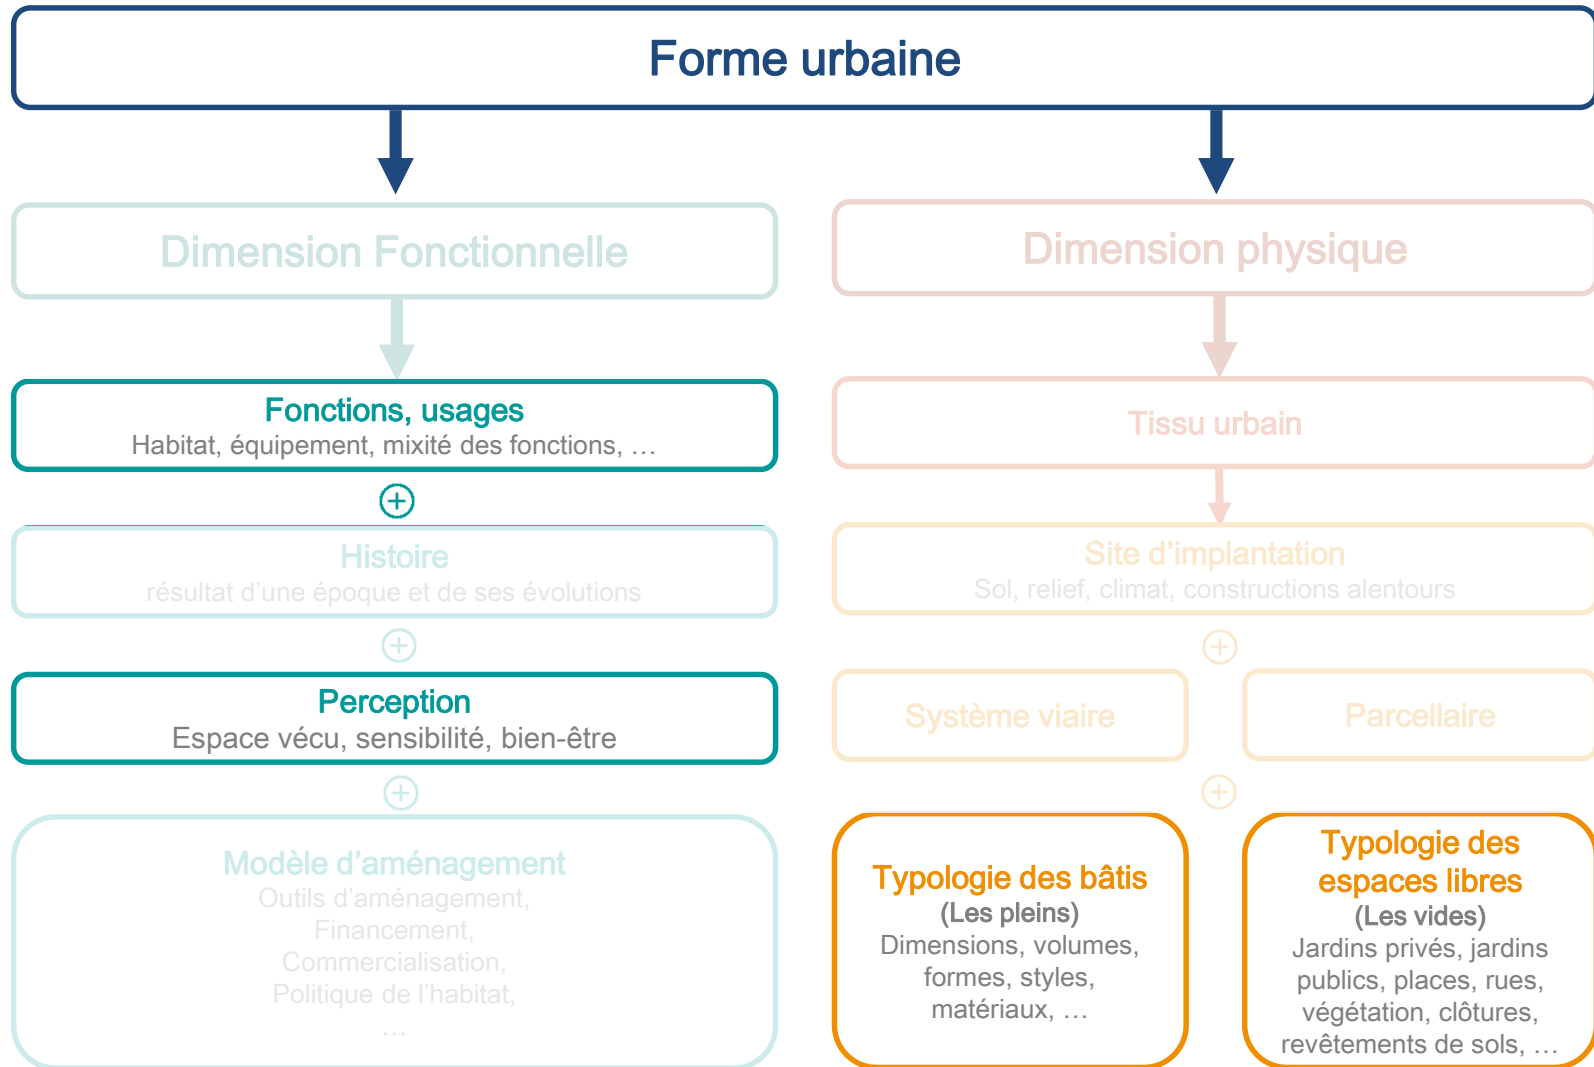 Forme urbaine
Dimension Fonctionnelle
Fonctions, usages
Habitat, équipement, mixité des fonctions, …
Histoire
résultat d’une époque et de ses évolutions
Perception
Espace vécu, sensibilité, bien-être
Modèle d’aménagement
Outils d’aménagement,
Financement,
Commercialisation,
Politique de l’habitat,
…
Dimension physique
Tissu urbain
Site d’implantation
Sol, relief, climat, constructions alentours
Système viaire
Parcellaire
Typologie des bâtis
(Les pleins)
Dimensions, volumes,
formes, styles,
matériaux, …
Typologie des
espaces libres
(Les vides)
Jardins privés, jardins
publics, places, rues,
végétation, clôtures,
revêtements de sols, …